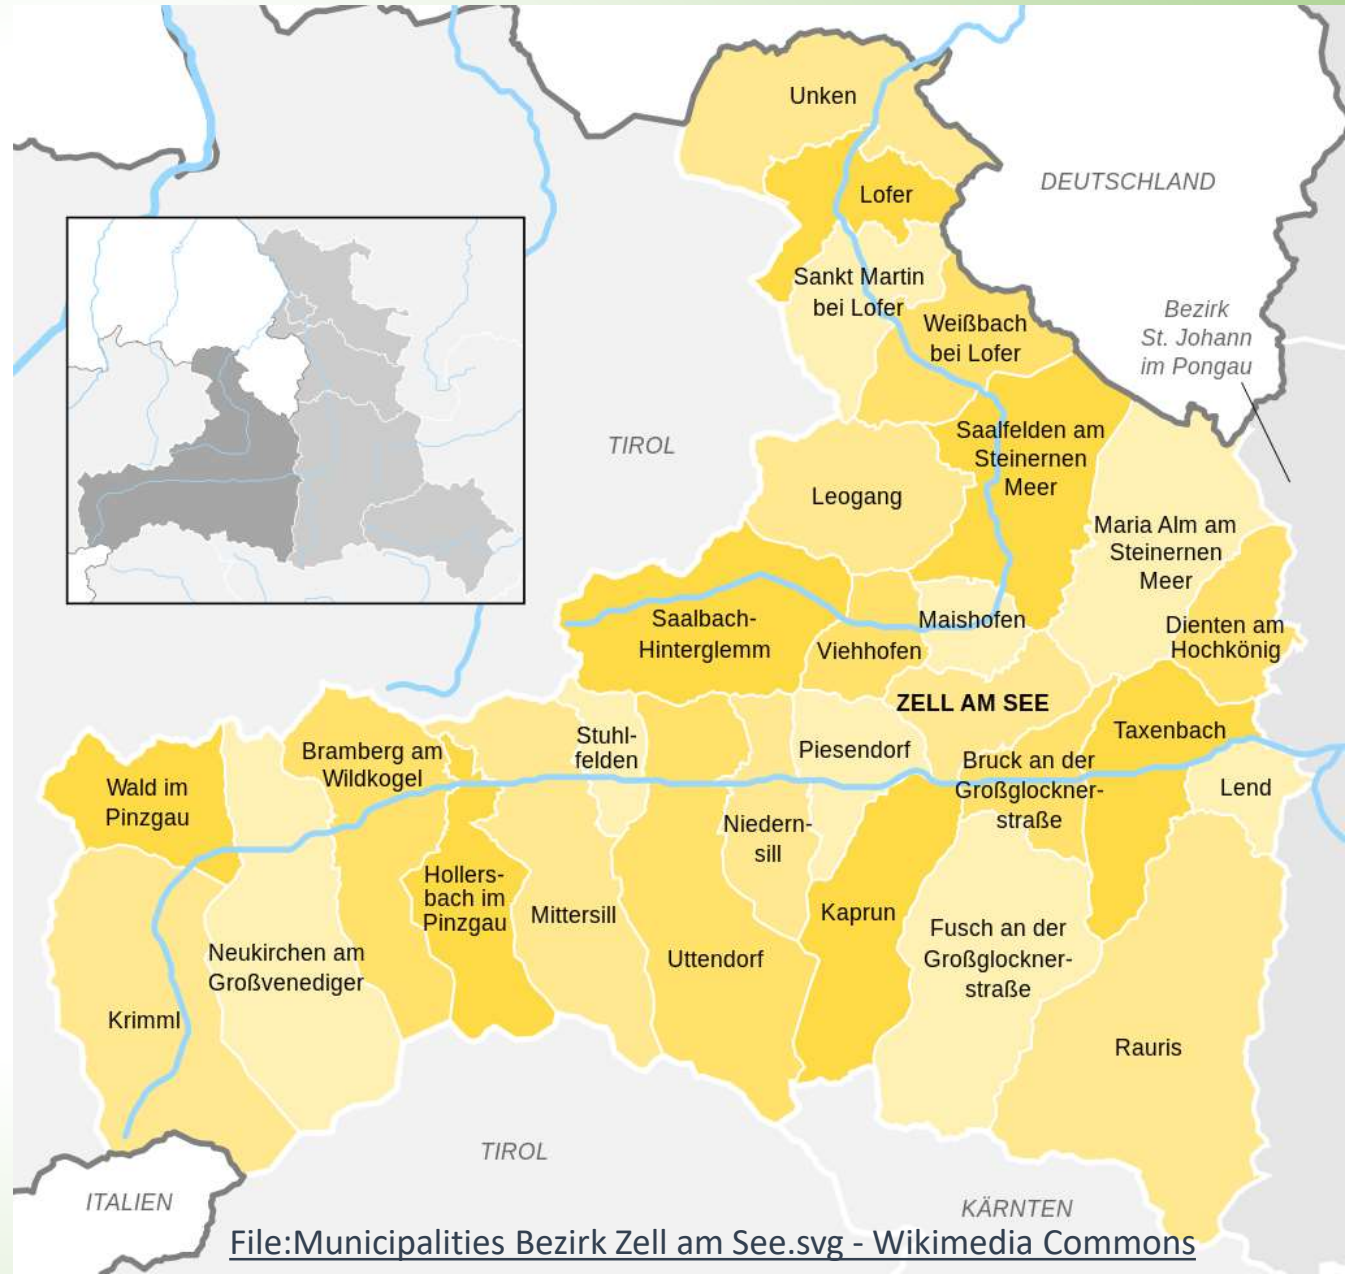 Unken
DEUTSCHLAND
Lofer
Sankt Martin
bei Lofer
Bezirk
St. Johann
im Pongau
Weißbach
bei Lofer
TIROL
Saalfelden am
Steinernen
Meer
Leogang
Maria Alm am
Steinernen
Meer
Saalbach-
Hinterglemm
Viehhofen
Maishofen
Dienten am
Hochkönig
ZELL AM SEE
Taxenbach
Stuhl-
felden
Piesendorf
Bruck an der
Großglockner-
straße
Lend
Bramberg am
Wildkogel
Wald im
Pinzgau
Niedern-
sill
Hollers-
bach im
Pinzgau
Mittersill
Kaprun
Uttendorf
Fusch an der
Großglockner-
straße
Neukirchen am
Großvenediger
Krimml
Rauris
TIROL
ITALIEN
KÄRNTEN
File:Municipalities Bezirk Zell am See.svg - Wikimedia Commons